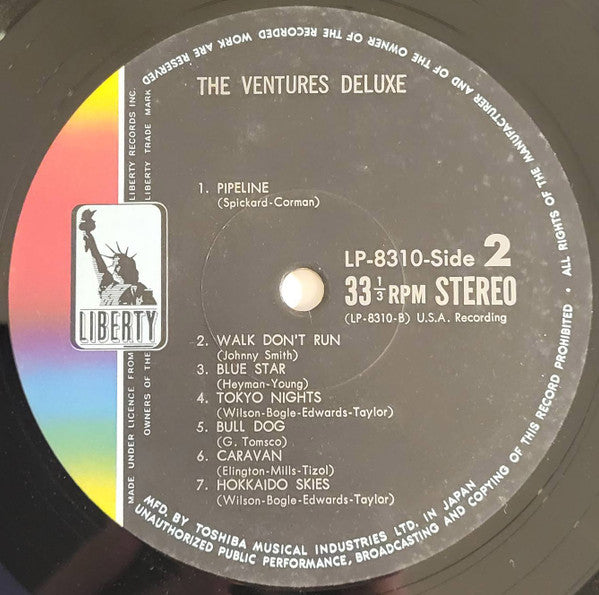 THE VENTURES DELUXE
1. PIPELINE
(Spickard-Corman)
LP-8310-Side 2
33 1/3 RPM STEREO
(LP-8310-B) U.S.A. Recording
LIBERTY
2. WALK DON'T RUN
(Johnny Smith)
3. BLUE STAR
(Heyman-Young)
4. TOKYO NIGHTS
(Wilson-Bogle-Edwards-Taylor)
5. BULL DOG
(G. Tomsco)
6. CARAVAN
(Elington-Mills-Tizol)
7. HOKKAIDO SKIES
(Wilson-Bogle-Edwards-Taylor)
MFD. BY TOSHIBA MUSICAL INDUSTRIES LTD. IN JAPAN
· ALL RIGHTS OF THE MANUFACTURER AND OF THE OWNER OF THE RECORDED WORK ARE RESERVED
UNAUTHORIZED PUBLIC PERFORMANCE, BROADCASTING AND COPYING OF THIS RECORD PROHIBITED ·
MADE UNDER LICENCE FROM LIBERTY RECORDS INC.
OWNERS OF THE LIBERTY TRADE MARK